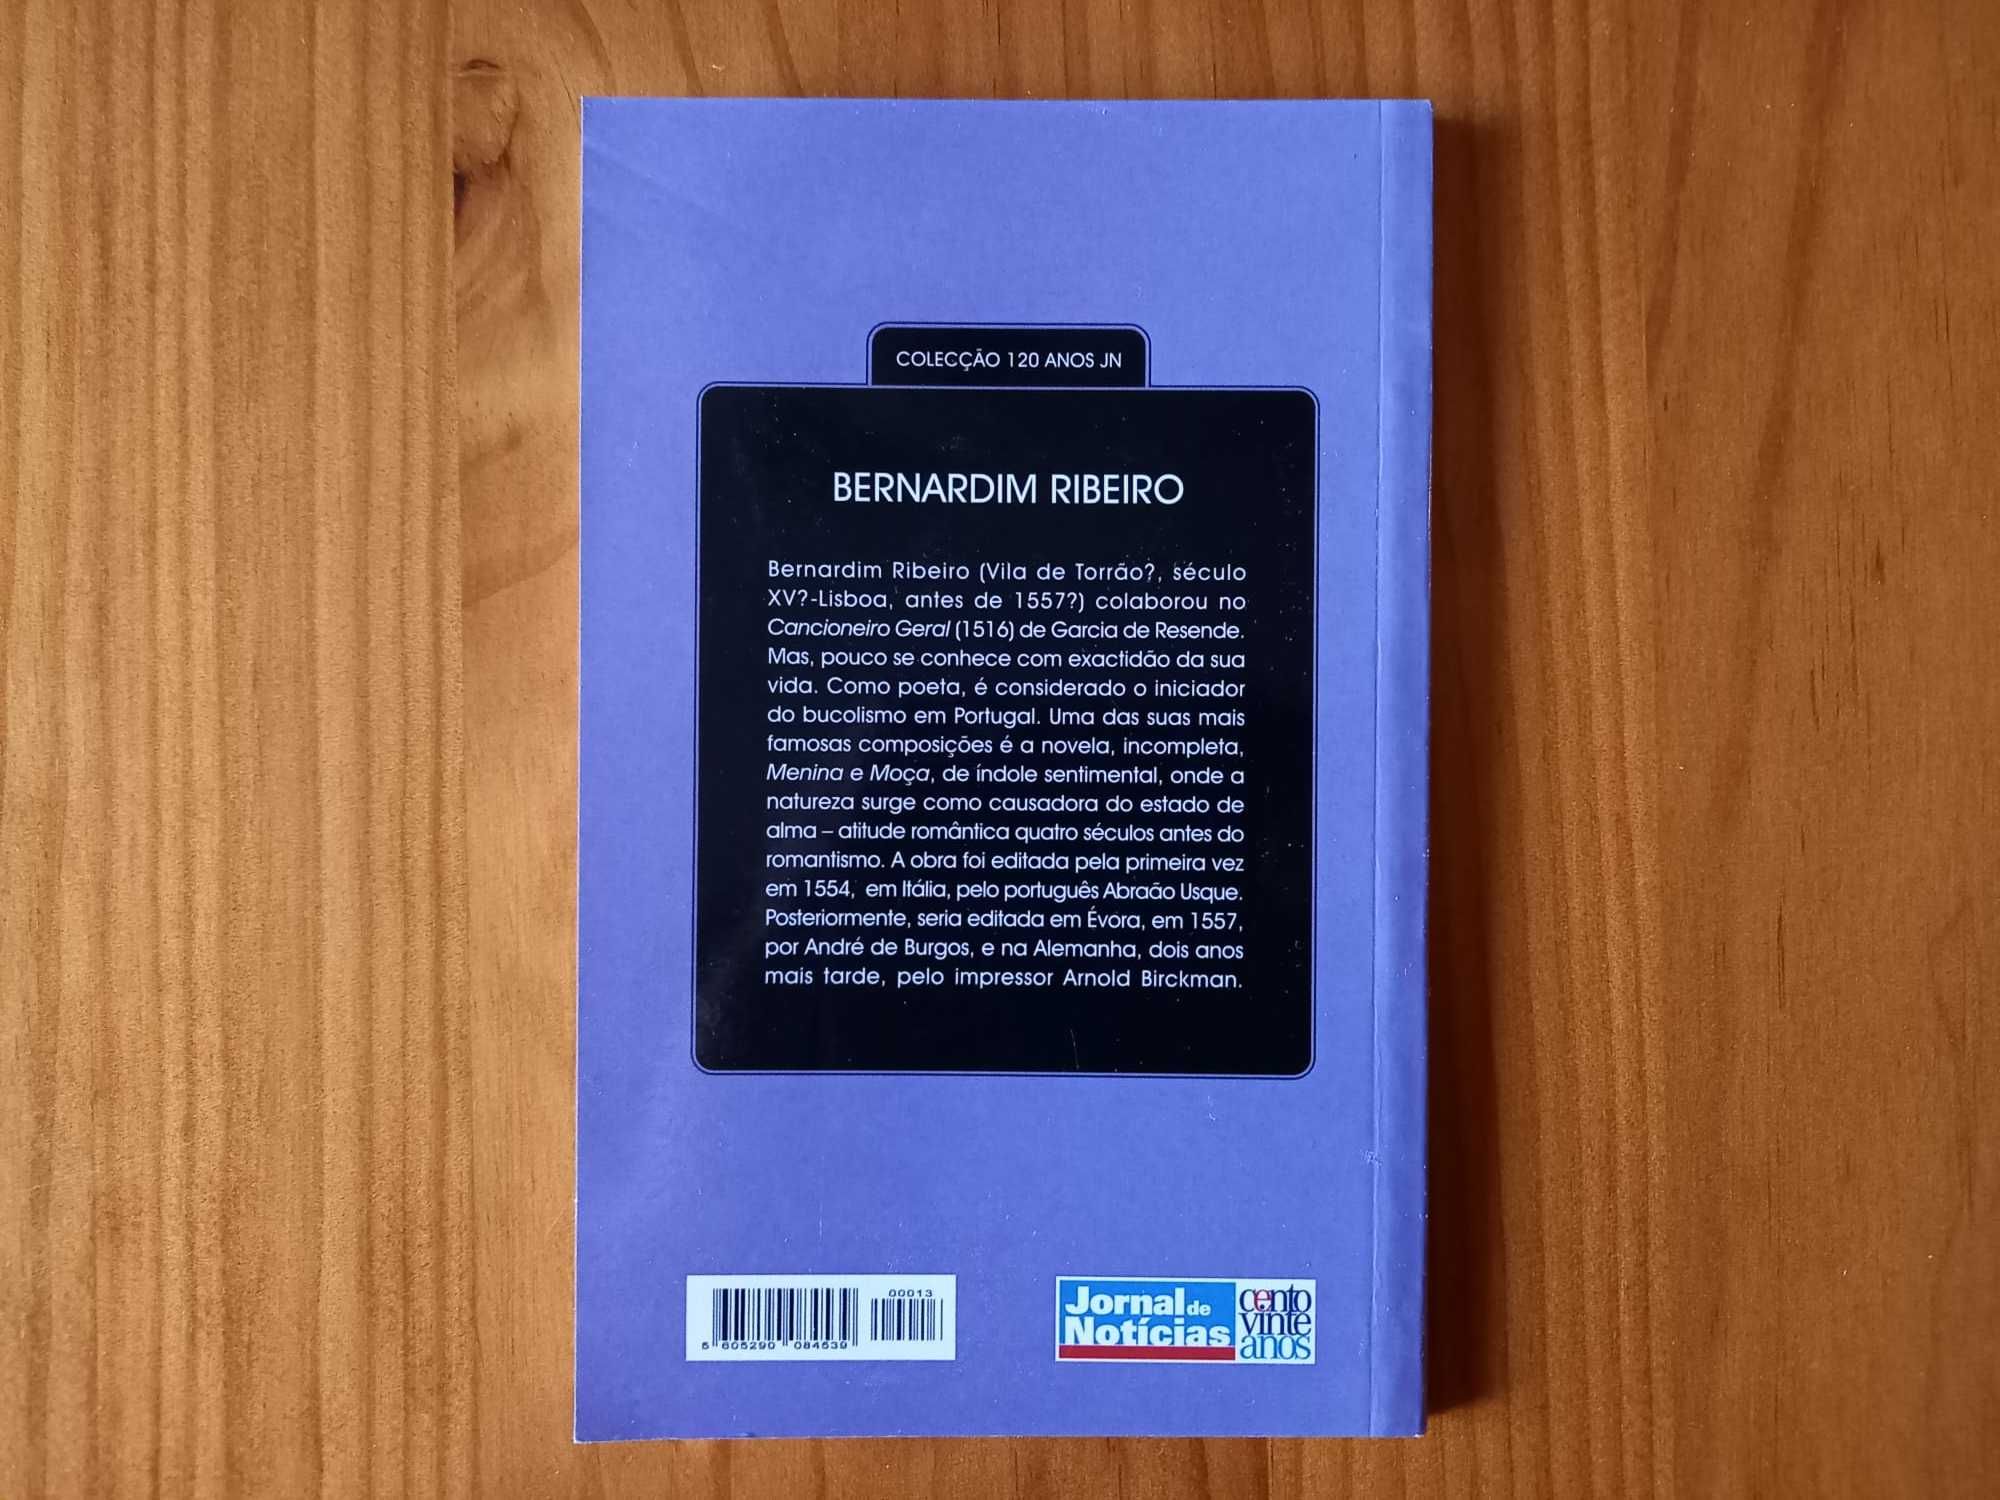 COLECÇÃO 120 ANOS JN
BERNARDIM RIBEIRO
Bernardim Ribeiro (Vila de Torrão?, século
XV?-Lisboa, antes de 1557?) colaborou no
Cancioneiro Geral (1516) de Garcia de Resende.
Mas, pouco se conhece com exactidão da sua
vida. Como poeta, é considerado o iniciador
do bucolismo em Portugal. Uma das suas mais
famosas composições é a novela, incompleta,
Menina e Moça, de índole sentimental, onde a
natureza surge como causadora do estado de
alma – atitude romântica quatro séculos antes do
romantismo. A obra foi editada pela primeira vez
em 1554, em Itália, pelo português Abraão Usque.
Posteriormente, seria editada em Évora, em 1557,
por André de Burgos, e na Alemanha, dois anos
mais tarde, pelo impressor Arnold Birckman.
00013
5 605290 084539
Jornal de
Notícias
cento
vinte
anos